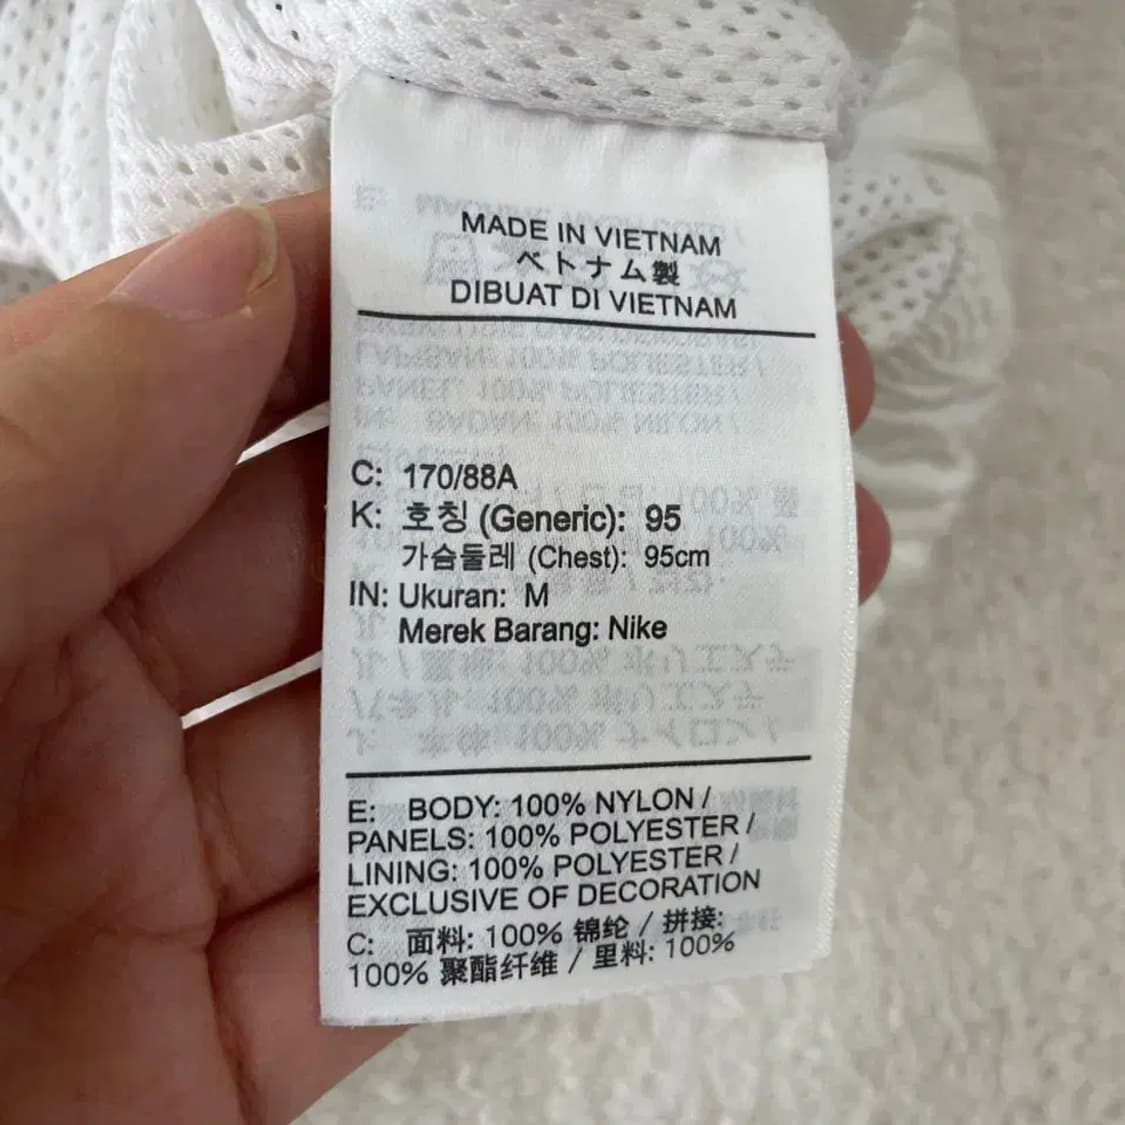 MADE IN VIETNAM
ベトナム製
DIBUAT DI VIETNAM
C: 170/88A
K: 호칭 (Generic): 95
가슴둘레 (Chest): 95cm
IN: Ukuran: M
Merek Barang: Nike
E: BODY: 100% NYLON /
PANELS: 100% POLYESTER /
LINING: 100% POLYESTER /
EXCLUSIVE OF DECORATION
C: 面料: 100% 锦纶 / 拼接:
100% 聚酯纤维 / 里料: 100%